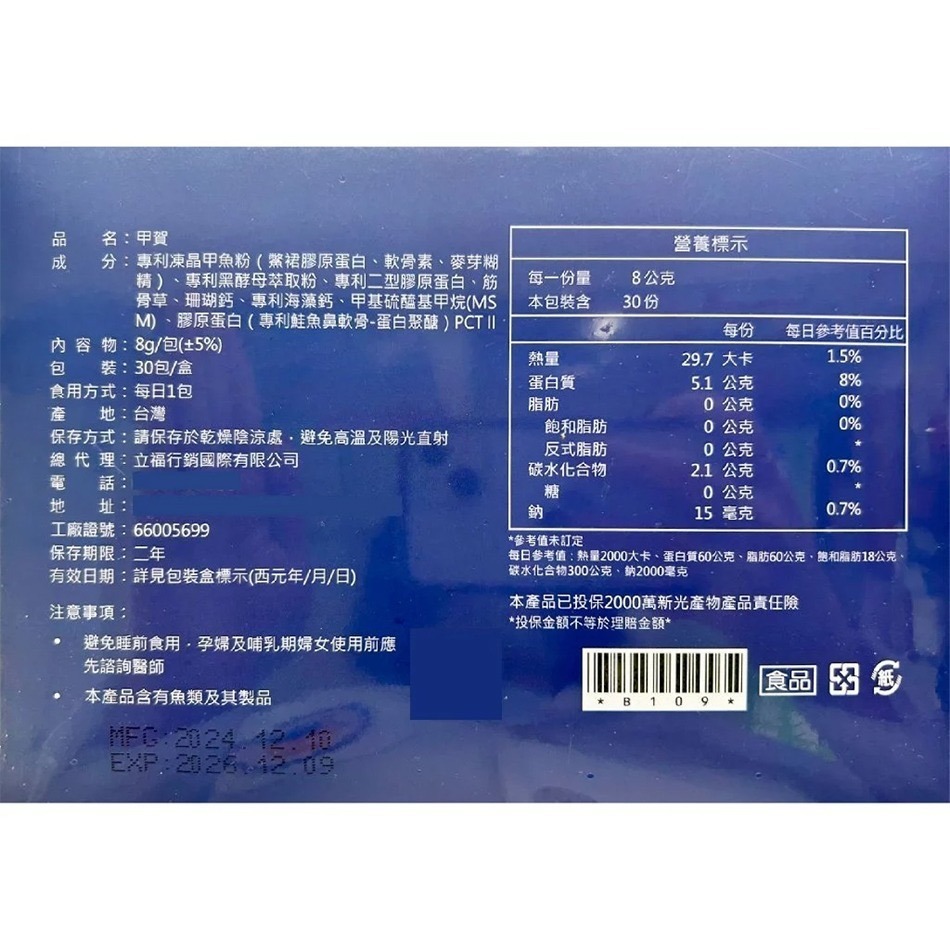 品名：甲賀
成分：專利凍晶甲魚粉（鱉裙膠原蛋白、軟骨素、麥芽糊
精）、專利黑酵母萃取粉、專利二型膠原蛋白、筋
骨草、珊瑚鈣、專利海藻鈣、甲基硫醯基甲烷(MS
M)、膠原蛋白（專利鮭魚鼻軟骨-蛋白聚醣）PCTⅡ
內容物：8g/包(±5%)
包裝：30包/盒
食用方式：每日1包
產地：台灣
保存方式：請保存於乾燥陰涼處，避免高溫及陽光直射
總代理：立福行銷國際有限公司
電話：
地址：
工廠證號：66005699
保存期限：二年
有效日期：詳見包裝盒標示(西元年/月/日)
注意事項：
• 避免睡前食用，孕婦及哺乳期婦女使用前應
先諮詢醫師
• 本產品含有魚類及其製品
MFG:2024.12.10
EXP:2026.12.09
營養標示
每一份量 8公克
本包裝含 30份
每份 每日參考值百分比
熱量 29.7 大卡 1.5%
蛋白質 5.1 公克 8%
脂肪 0 公克 0%
飽和脂肪 0 公克 0%
反式脂肪 0 公克 *
碳水化合物 2.1 公克 0.7%
糖 0 公克 *
鈉 15 毫克 0.7%
*參考值未訂定
每日參考值：熱量2000大卡、蛋白質60公克、脂肪60公克、飽和脂肪18公克、
碳水化合物300公克、鈉2000毫克
本產品已投保2000萬新光產物產品責任險
*投保金額不等於理賠金額*
*B109*
食品
紙